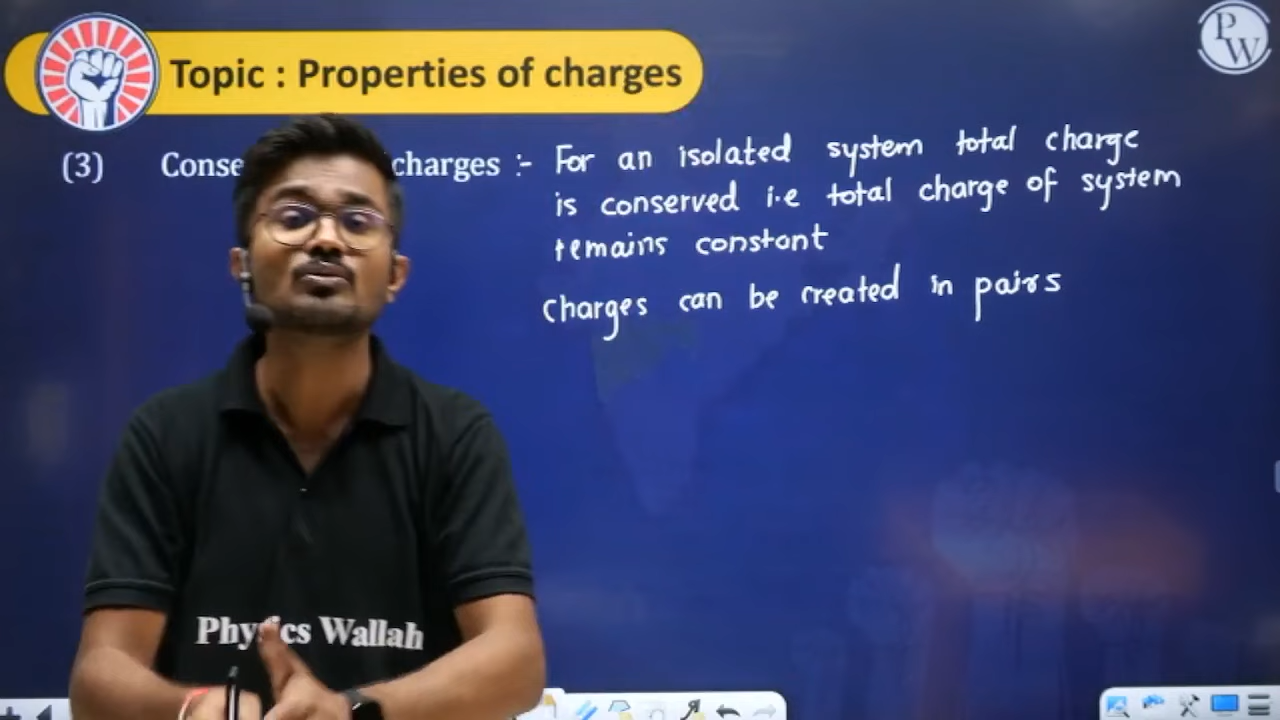 Topic : Properties of charges
(3) Conse charges :- For an isolated system total charge
is conserved i.e total charge of system
remains constant
Charges can be created in pairs
PW
Physics Wallah